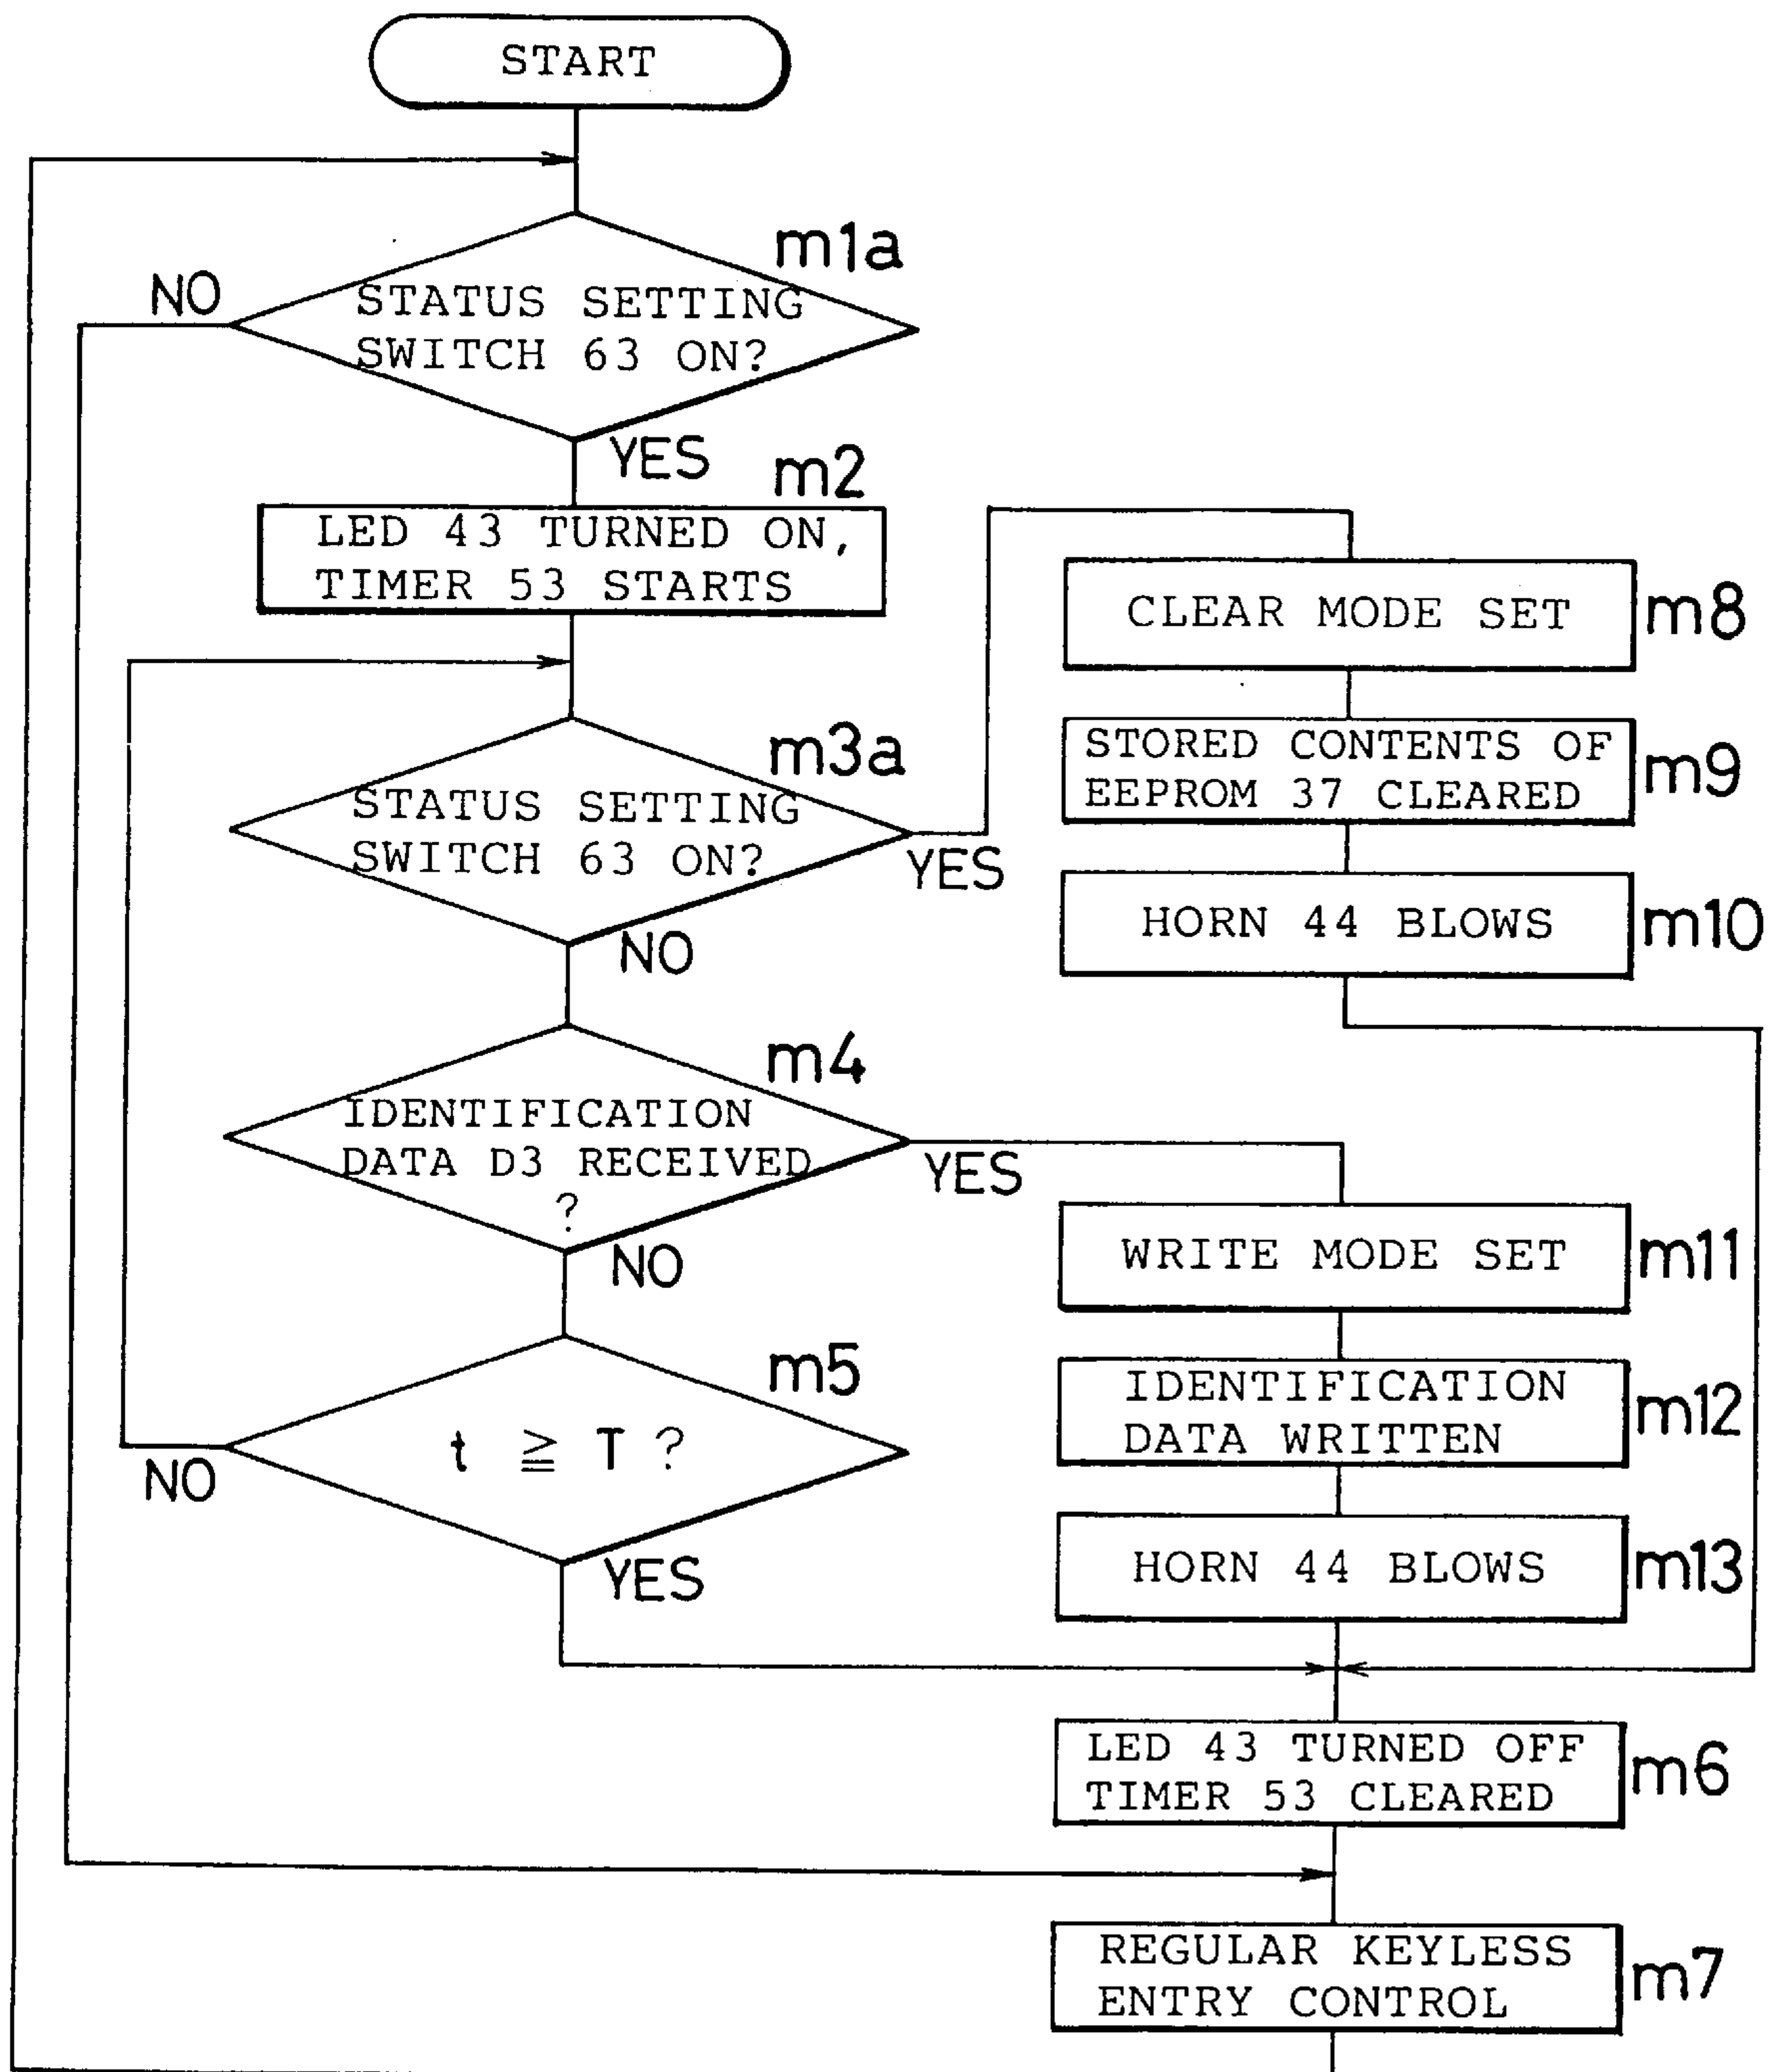 START
m1a
NO
STATUS SETTING
SWITCH 63 ON?
YES
m2
LED 43 TURNED ON,
TIMER 53 STARTS
m3a
STATUS SETTING
SWITCH 63 ON?
YES
NO
CLEAR MODE SET
m8
STORED CONTENTS OF
EEPROM 37 CLEARED
m9
HORN 44 BLOWS
m10
m4
IDENTIFICATION
DATA D3 RECEIVED
?
YES
NO
WRITE MODE SET
m11
IDENTIFICATION
DATA WRITTEN
m12
HORN 44 BLOWS
m13
m5
t ≧ T ?
NO
YES
LED 43 TURNED OFF
TIMER 53 CLEARED
m6
REGULAR KEYLESS
ENTRY CONTROL
m7